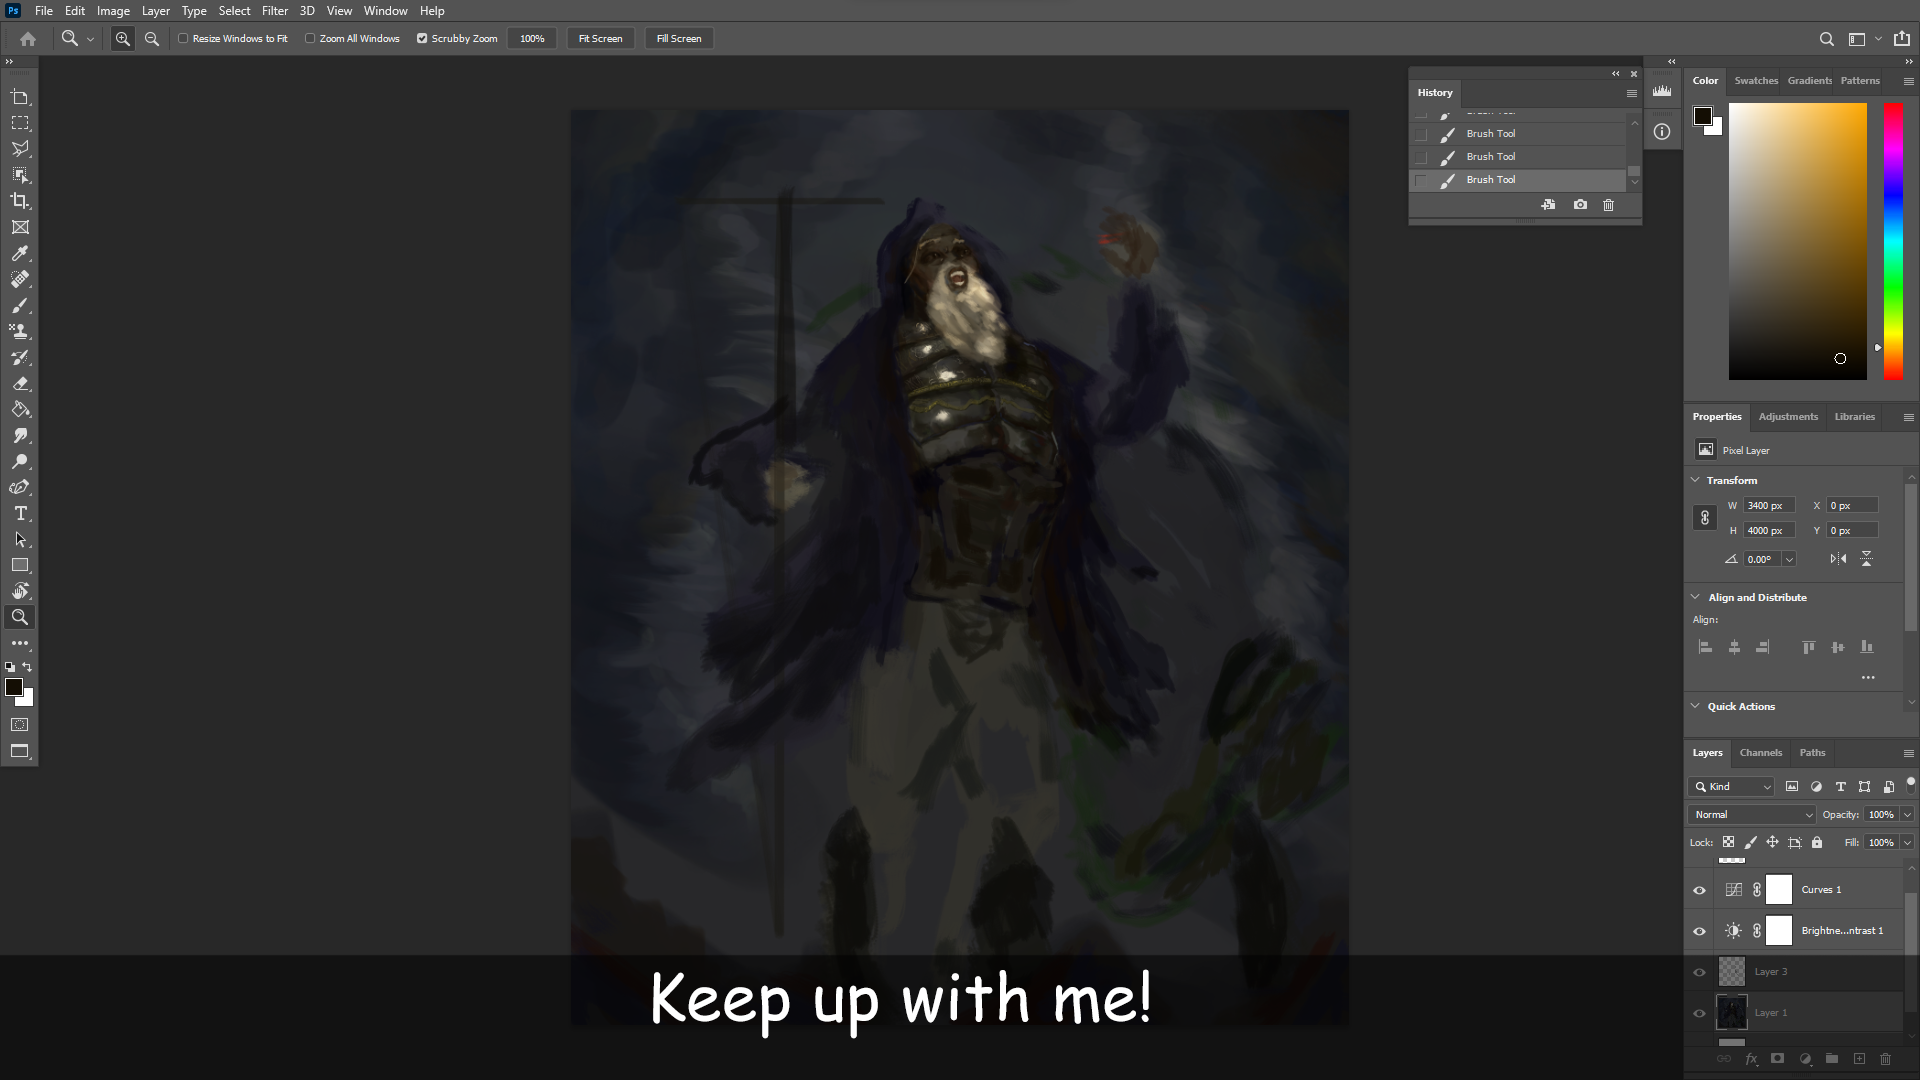 Ps File Edit Image Layer Type Select Filter 3D View Window Help
Resize Windows to Fit Zoom All Windows Scrubby Zoom 100% Fit Screen Fill Screen
History
Brush Tool
Brush Tool
Brush Tool
Brush Tool
Color Swatches Gradients Patterns
Properties Adjustments Libraries
Pixel Layer
Transform
W 3400 px X 0 px
H 4000 px Y 0 px
0.00°
Align and Distribute
Align:
Quick Actions
Layers Channels Paths
Kind
Normal Opacity: 100%
Lock: Fill: 100%
Curves 1
Brightne...ntrast 1
Layer 3
Layer 1
Keep up with me!